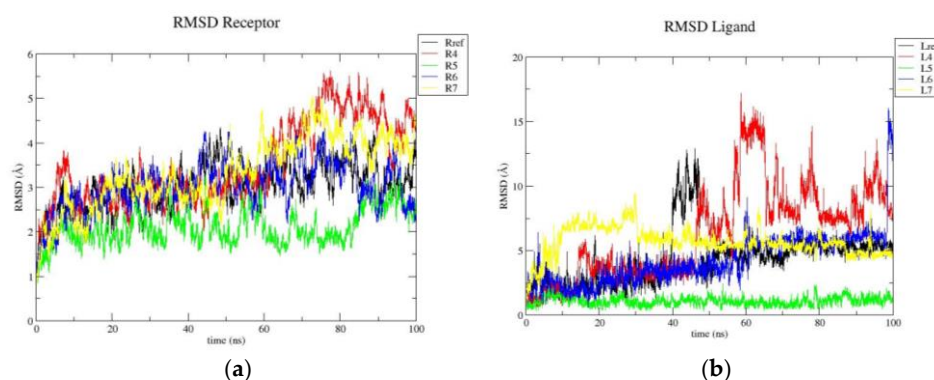 RMSD Receptor
RMSD (Å)
6
5
4
3
2
1
0
0 20 40 60 80 100
time (ns)
Rref
R4
R5
R6
R7
(a)
RMSD Ligand
RMSD (Å)
20
15
10
5
0
0 20 40 60 80 100
time (ns)
L4
L5
L6
L7
(b)